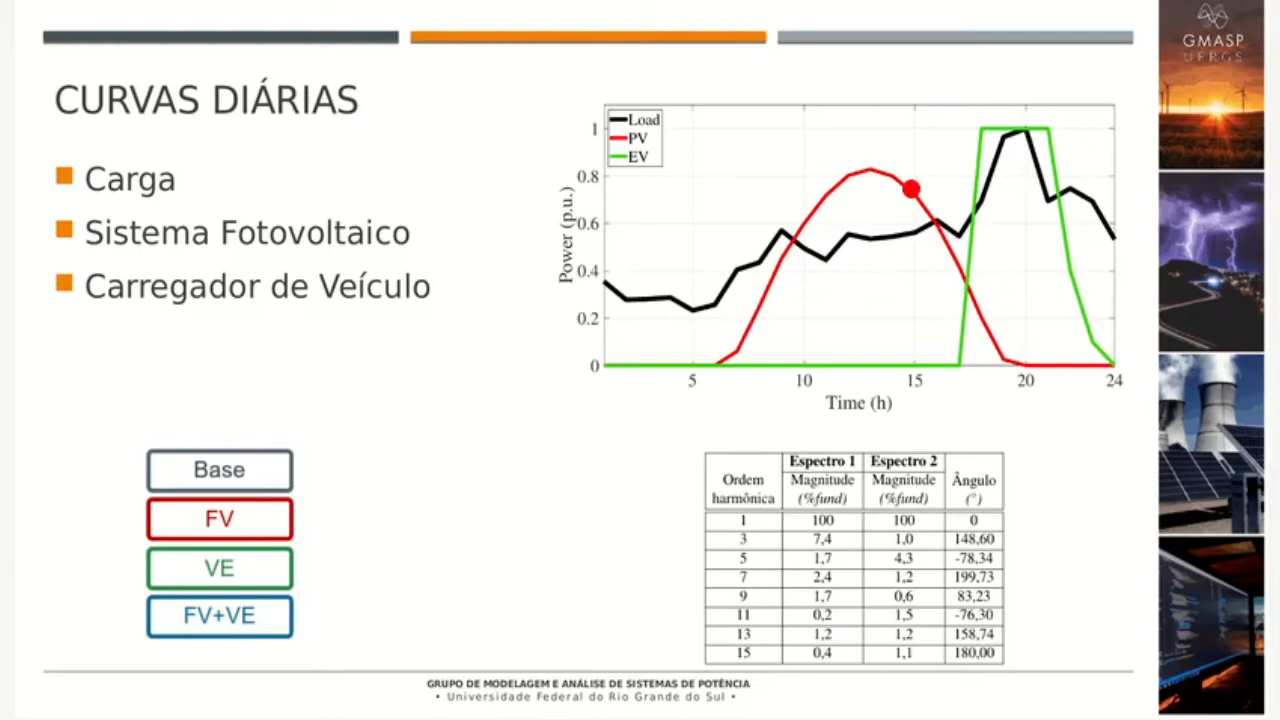 GMASP
UFRGS
CURVAS DIÁRIAS
Carga
Sistema Fotovoltaico
Carregador de Veículo
Load
PV
EV
Power (p.u.)
1
0.8
0.6
0.4
0.2
0
5 10 15 20 24
Time (h)
Base
FV
VE
FV+VE
Espectro 1 Espectro 2
Ordem Magnitude Magnitude Ângulo
harmônica (%fund) (%fund) (°)
1 100 100 0
3 7,4 1,0 148,60
5 1,7 4,3 -78,34
7 2,4 1,2 199,73
9 1,7 0,6 83,23
11 0,2 1,5 -76,30
13 1,2 1,2 158,74
15 0,4 1,1 180,00
GRUPO DE MODELAGEM E ANÁLISE DE SISTEMAS DE POTÊNCIA
• Universidade Federal do Rio Grande do Sul •